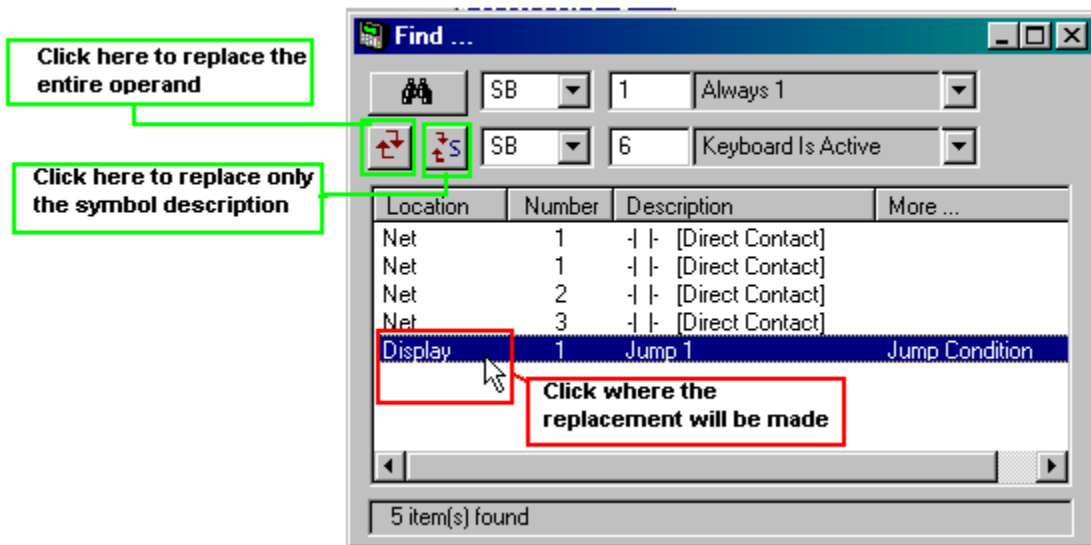 Find ...
Click here to replace the
entire operand
SB 1 Always 1
S SB 6 Keyboard Is Active
Click here to replace only
the symbol description
Location Number Description More ...
Net 1 -| |- [Direct Contact]
Net 1 -| |- [Direct Contact]
Net 2 -| |- [Direct Contact]
Net 3 -| |- [Direct Contact]
Display 1 Jump 1 Jump Condition
Click where the
replacement will be made
5 item(s) found